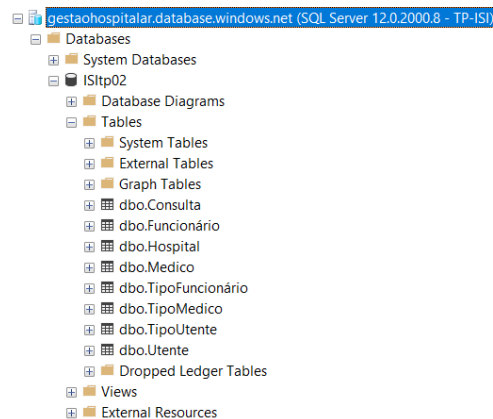 gestaohospitalar.database.windows.net (SQL Server 12.0.2000.8 - TP-ISI)
Databases
System Databases
ISItp02
Database Diagrams
Tables
System Tables
External Tables
Graph Tables
dbo.Consulta
dbo.Funcionário
dbo.Hospital
dbo.Medico
dbo.TipoFuncionário
dbo.TipoMedico
dbo.TipoUtente
dbo.Utente
Dropped Ledger Tables
Views
External Resources